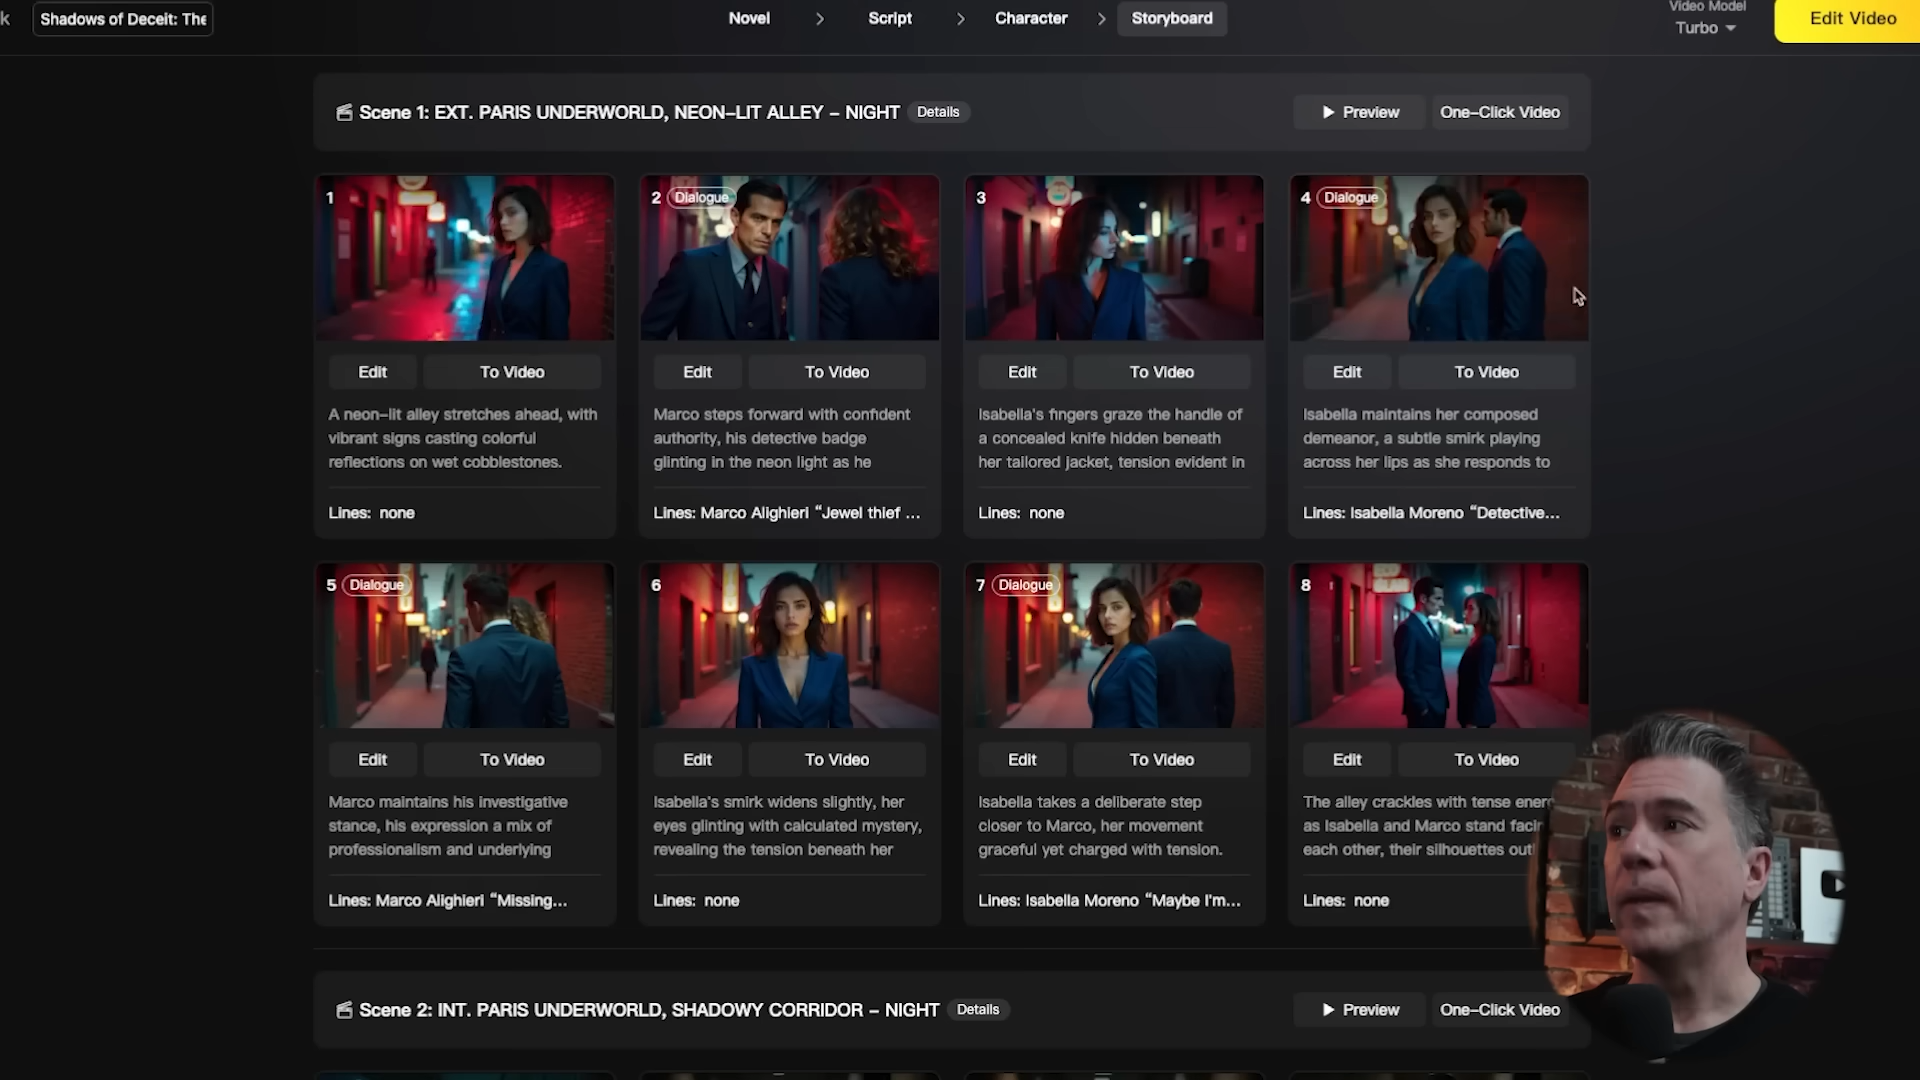 k
Shadows of Deceit: The
Novel
Script
Character
Storyboard
Video Model
Turbo
Edit Video
Scene 1: EXT. PARIS UNDERWORLD, NEON-LIT ALLEY - NIGHT
Details
Preview
One-Click Video
1
2 Dialogue
3
4 Dialogue
Edit
To Video
Edit
To Video
Edit
To Video
Edit
To Video
A neon-lit alley stretches ahead, with
vibrant signs casting colorful
reflections on wet cobblestones.
Lines: none
Marco steps forward with confident
authority, his detective badge
glinting in the neon light as he
Lines: Marco Alighieri “Jewel thief ...
Isabella's fingers graze the handle of
a concealed knife hidden beneath
her tailored jacket, tension evident in
Lines: none
Isabella maintains her composed
demeanor, a subtle smirk playing
across her lips as she responds to
Lines: Isabella Moreno “Detective...
5 Dialogue
6
7 Dialogue
8
Edit
To Video
Edit
To Video
Edit
To Video
Edit
To Video
Marco maintains his investigative
stance, his expression a mix of
professionalism and underlying
Lines: Marco Alighieri “Missing...
Isabella's smirk widens slightly, her
eyes glinting with calculated mystery,
revealing the tension beneath her
Lines: none
Isabella takes a deliberate step
closer to Marco, her movement
graceful yet charged with tension.
Lines: Isabella Moreno “Maybe I'm...
The alley crackles with tense ener
as Isabella and Marco stand facin
each other, their silhouettes out
Lines: none
Scene 2: INT. PARIS UNDERWORLD, SHADOWY CORRIDOR - NIGHT
Details
Preview
One-Click Video